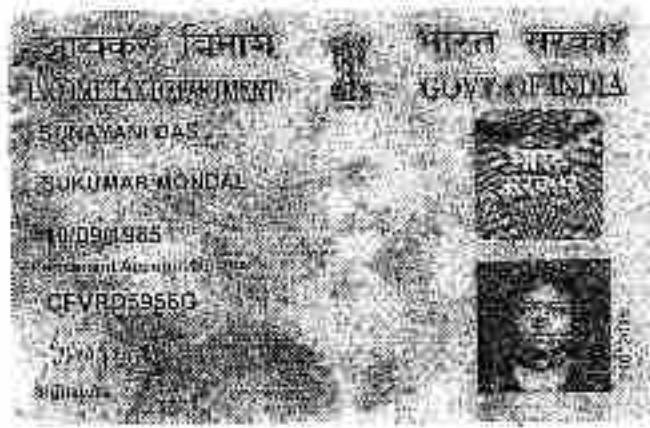 आयकर विभाग भारत सरकार
INCOME TAX DEPARTMENT GOVT. OF INDIA
SUNAYANI DAS
SUKUMAR MONDAL
10/09/1985
Permanent Account Number
Signature